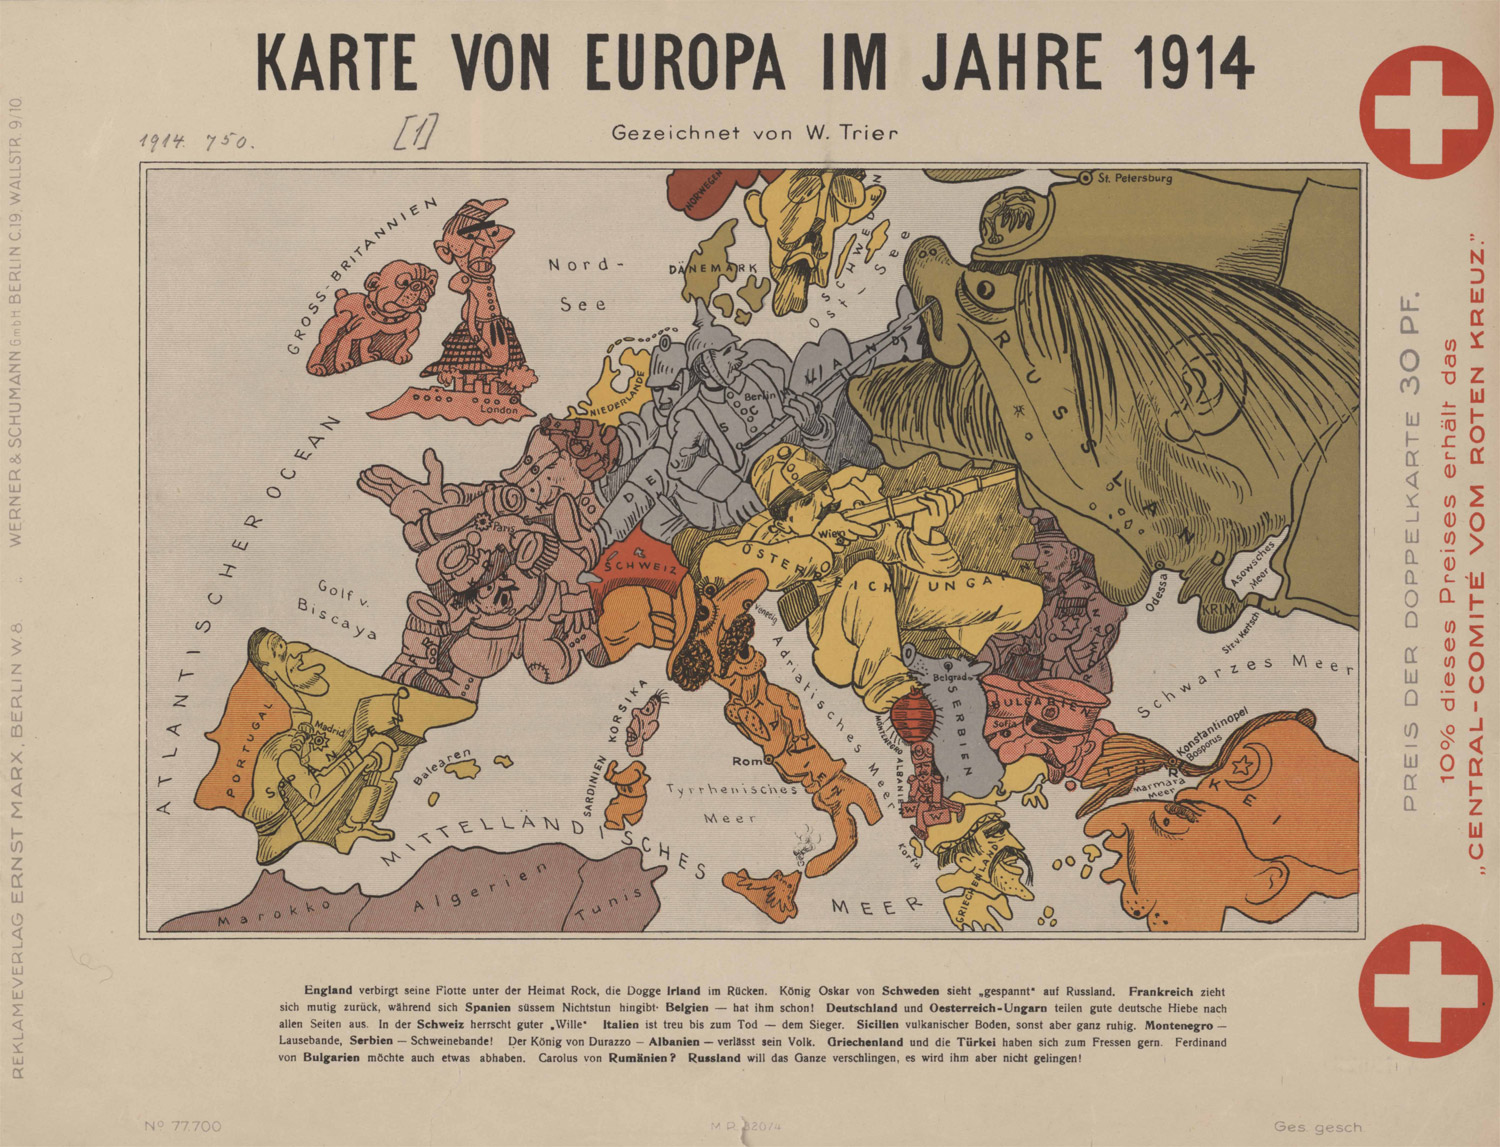 KARTE VON EUROPA IM JAHRE 1914
1914. 750.
[1]
Gezeichnet von W. Trier
NORWEGEN
St. Petersburg
SCHWEDEN
GROSS-BRITANNIEN
Nord-
See
DÄNEMARK
Ost-See
London
NIEDERLANDE
Berlin
RUSSLAND
ATLANTISCHER OCEAN
Paris
Wien
SCHWEIZ
ÖSTERREICH UNGARN
Golf v.
Biscaya
Odessa
KRIM
Asowsches
Meer
Str. v. Kertsch
Schwarzes Meer
Venedig
Adriatisches Meer
Belgrad
SERBIEN
BULGARIEN
Sofia
MONTENEGRO
ALBANIEN
PORTUGAL
Madrid
SPANIEN
Balearen
KORSIKA
SARDINIEN
ITALIEN
Rom
Tyrrhenisches
Meer
Konstantinopel
Bosporus
Marmara
Meer
TÜRKEI
Korfu
GRIECHENLAND
MITTELLÄNDISCHES MEER
Marokko
Algerien
Tunis
England verbirgt seine Flotte unter der Heimat Rock, die Dogge Irland im Rücken. König Oskar von Schweden sieht „gespannt“ auf Russland. Frankreich zieht
sich mutig zurück, während sich Spanien süssem Nichtstun hingibt· Belgien — hat ihm schon! Deutschland und Oesterreich-Ungarn teilen gute deutsche Hiebe nach
allen Seiten aus. In der Schweiz herrscht guter „Wille“ Italien ist treu bis zum Tod — dem Sieger. Sicilien vulkanischer Boden, sonst aber ganz ruhig. Montenegro —
Lausebande, Serbien — Schweinebande! Der König von Durazzo — Albanien — verlässt sein Volk. Griechenland und die Türkei haben sich zum Fressen gern. Ferdinand
von Bulgarien möchte auch etwas abhaben. Carolus von Rumänien? Russland will das Ganze verschlingen, es wird ihm aber nicht gelingen!
No 77.700
Ges. gesch.
REKLAMEVERLAG ERNST MARX, BERLIN W. 8. :: WERNER & SCHUMANN GmbH BERLIN C.19. WALLSTR. 9/10.
PREIS DER DOPPELKARTE 30 PF.
10% dieses Preises erhält das
„CENTRAL-COMITÉ VOM ROTEN KREUZ.”